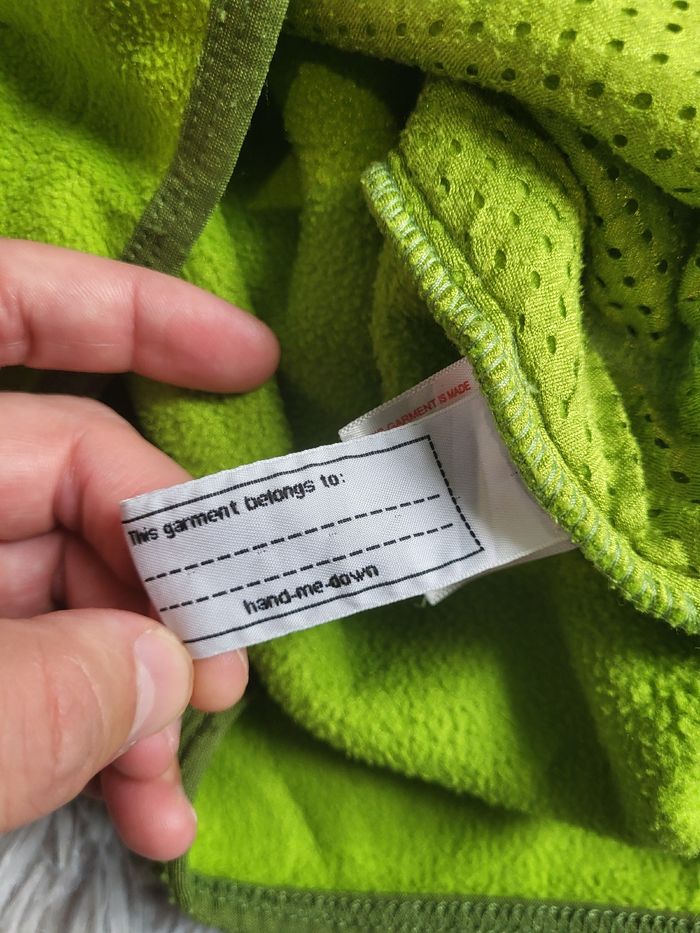 GARMENT IS MADE
This garment belongs to:
hand-me-down